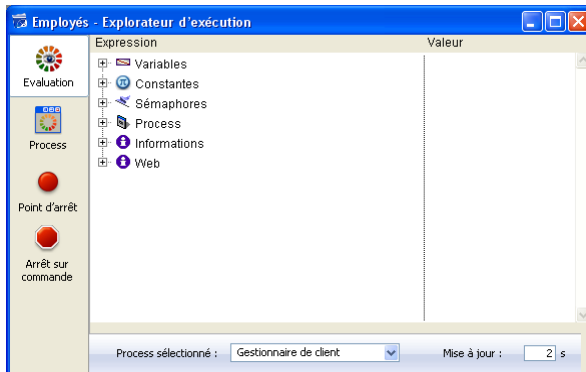 Employés - Explorateur d'exécution
Expression Valeur
Evaluation
Process
Point d'arrêt
Arrêt sur
commande
Variables
Constantes
Sémaphores
Process
Informations
Web
Process sélectionné : Gestionnaire de client Mise à jour : 2 s